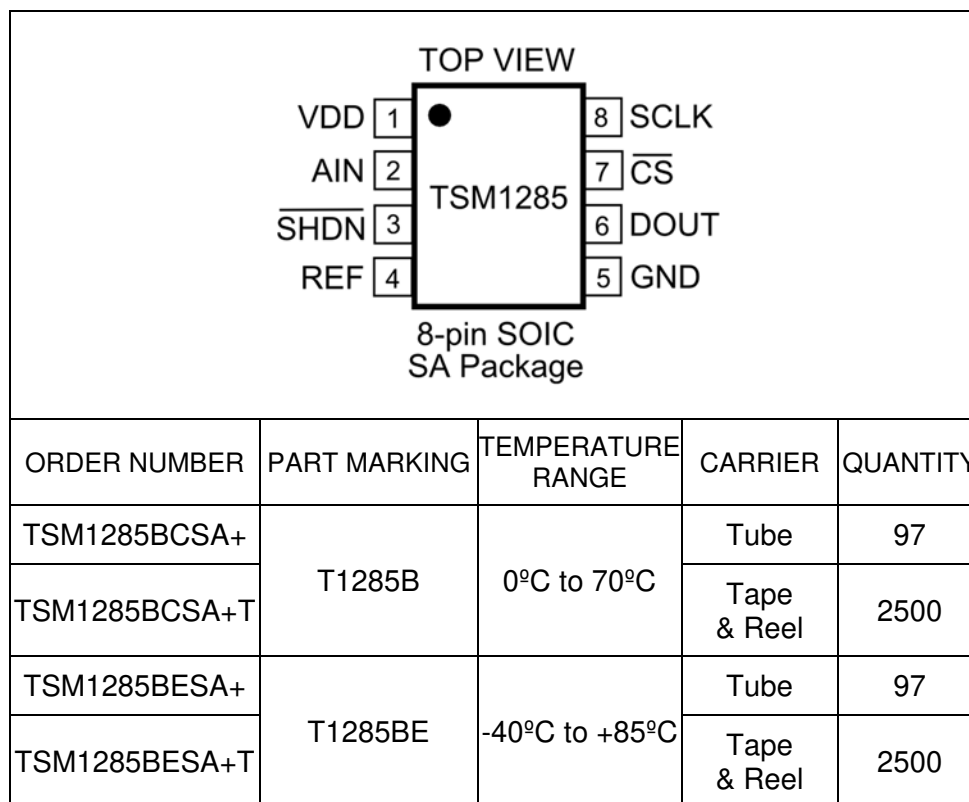 TOP VIEW
VDD 1 8 SCLK
AIN 2 7 C̅S̅
TSM1285
S̅H̅D̅N̅ 3 6 DOUT
REF 4 5 GND
8-pin SOIC
SA Package
ORDER NUMBER PART MARKING TEMPERATURE RANGE CARRIER QUANTITY
TSM1285BCSA+ T1285B 0ºC to 70ºC Tube 97
TSM1285BCSA+T Tape & Reel 2500
TSM1285BESA+ T1285BE -40ºC to +85ºC Tube 97
TSM1285BESA+T Tape & Reel 2500